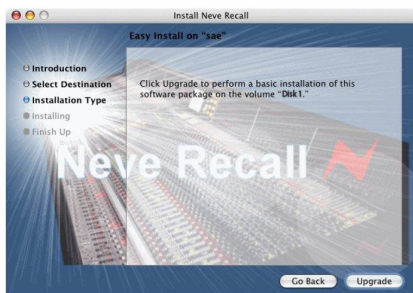 Install Neve Recall
Easy Install on "sae"
Introduction
Select Destination
Installation Type
Installing
Finish Up
Click Upgrade to perform a basic installation of this
software package on the volume "Disk1."
Neve Recall
Go Back
Upgrade